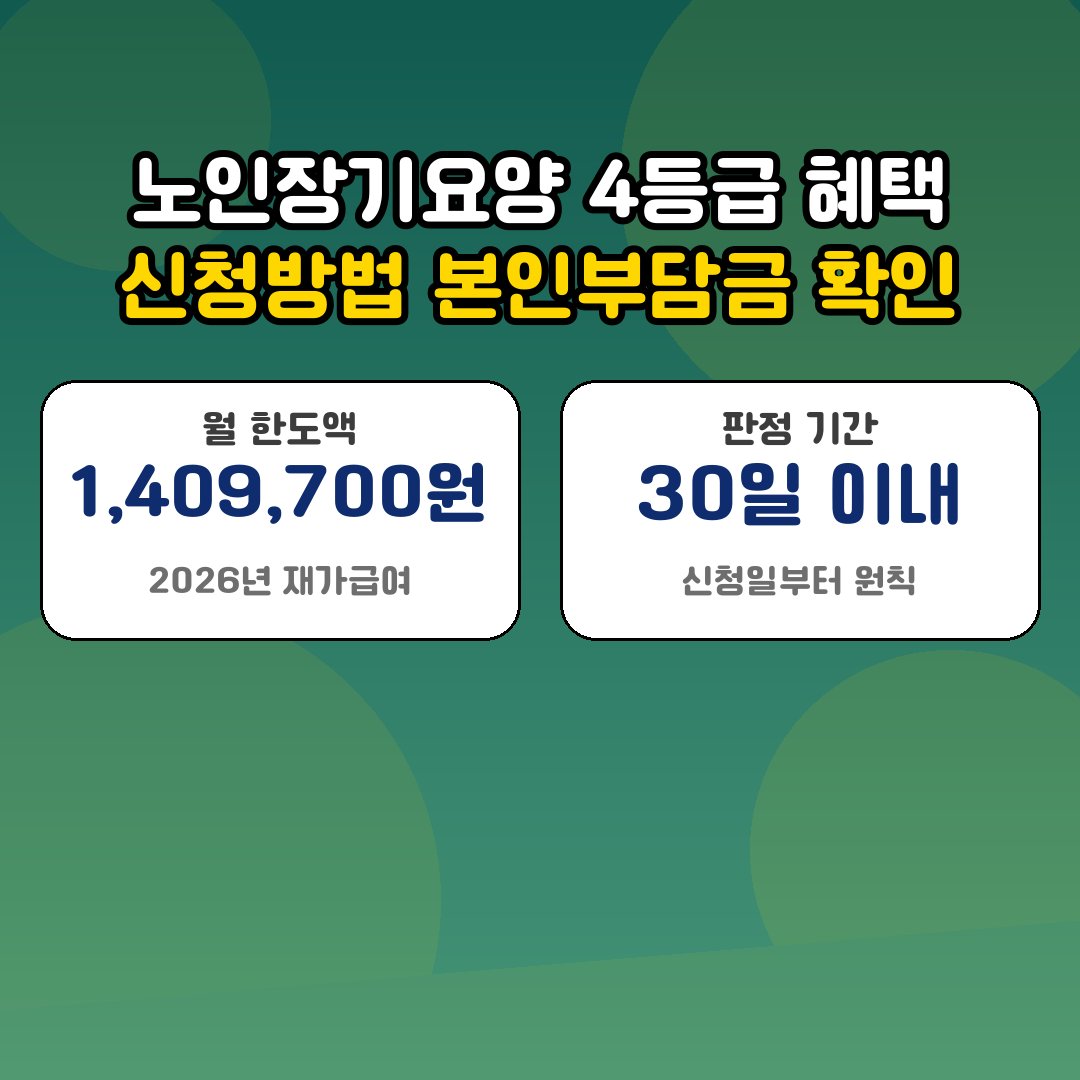 노인장기요양 4등급 혜택
신청방법 본인부담금 확인
월 한도액
1,409,700원
2026년 재가급여
판정 기간
30일 이내
신청일부터 원칙